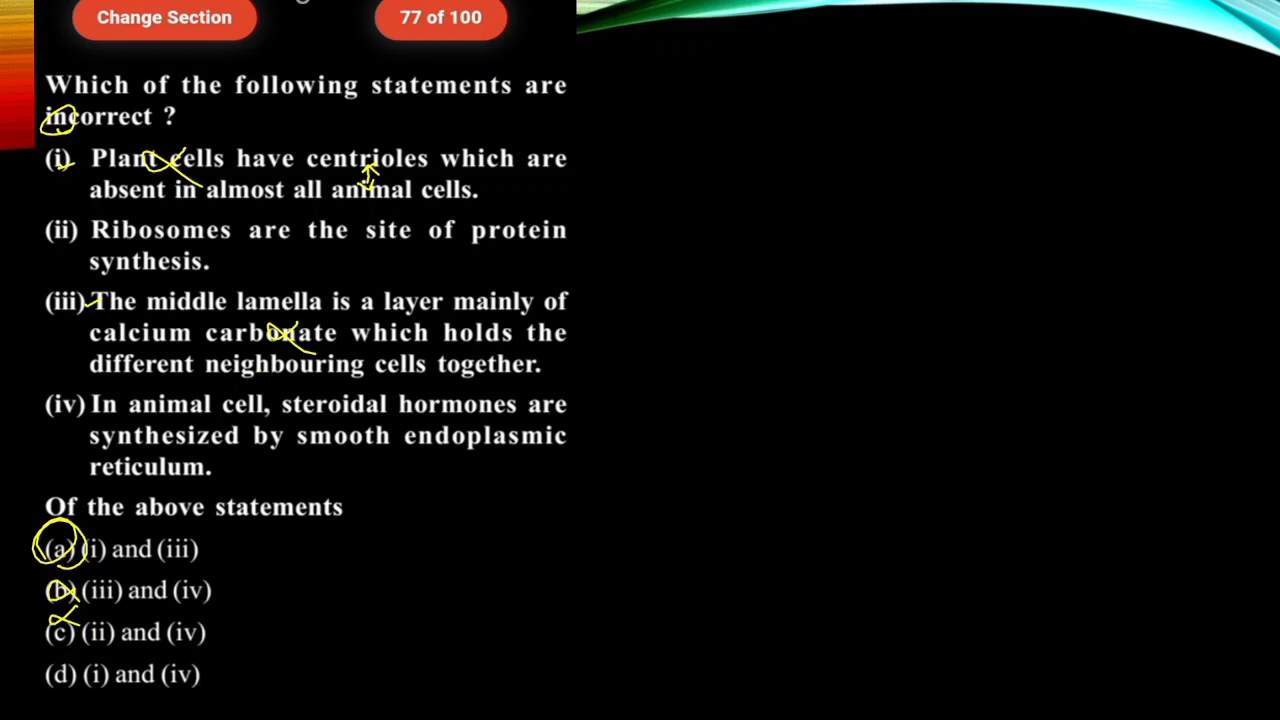 Change Section
77 of 100
Which of the following statements are
incorrect ?
(i) Plant cells have centrioles which are
absent in almost all animal cells.
(ii) Ribosomes are the site of protein
synthesis.
(iii) The middle lamella is a layer mainly of
calcium carbonate which holds the
different neighbouring cells together.
(iv) In animal cell, steroidal hormones are
synthesized by smooth endoplasmic
reticulum.
Of the above statements
(a) (i) and (iii)
(b) (iii) and (iv)
(c) (ii) and (iv)
(d) (i) and (iv)